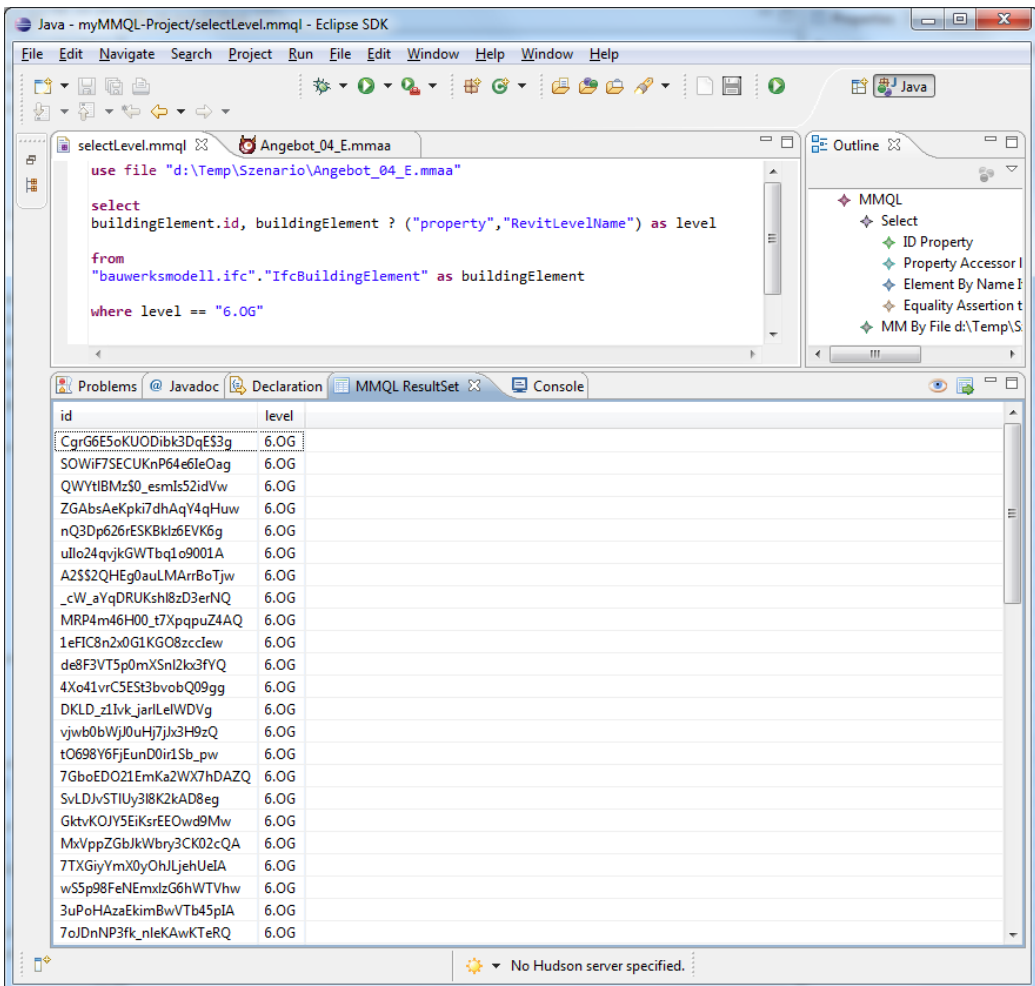 Java - myMMQL-Project/selectLevel.mmql - Eclipse SDK
File Edit Navigate Search Project Run File Edit Window Help Window Help
Java
selectLevel.mmql
Angebot_04_E.mmaa
use file "d:\Temp\Szenario\Angebot_04_E.mmaa"
select
buildingElement.id, buildingElement ? ("property","RevitLevelName") as level
from
"bauwerksmodell.ifc"."IfcBuildingElement" as buildingElement
where level == "6.OG"
Outline
MMQL
Select
ID Property
Property Accessor I
Element By Name I
Equality Assertion t
MM By File d:\Temp\S
Problems @ Javadoc Declaration MMQL ResultSet Console
id level
CgrG6E5oKUODibk3DqE$3g 6.OG
SOWiF7SECUKnP64e6IeOag 6.OG
QWYtIBMz$0_esmIs52idVw 6.OG
ZGAbsAeKpki7dhAqY4qHuw 6.OG
nQ3Dp626rESKBklz6EVK6g 6.OG
uIlo24qvjkGWTbq1o9001A 6.OG
A2$$2QHEg0auLMArrBoTjw 6.OG
_cW_aYqDRUKshl8zD3erNQ 6.OG
MRP4m46H00_t7XpqpuZ4AQ 6.OG
1eFIC8n2x0G1KGO8zccIew 6.OG
de8F3VT5p0mXSnl2kx3fYQ 6.OG
4Xo41vrC5ESt3bvobQ09gg 6.OG
DKLD_z1Ivk_jarlLelWDVg 6.OG
vjwb0bWjJ0uHj7jJx3H9zQ 6.OG
tO698Y6FjEunD0ir1Sb_pw 6.OG
7GboEDO21EmKa2WX7hDAZQ 6.OG
SvLDJvSTIUy3l8K2kAD8eg 6.OG
GktvKOJY5EiKsrEEOwd9Mw 6.OG
MxVppZGbJkWbry3CK02cQA 6.OG
7TXGiyYmX0yOhJLjehUeIA 6.OG
wS5p98FeNEmxlzG6hWTVhw 6.OG
3uPoHAzaEkimBwVTb45pIA 6.OG
7oJDnNP3fk_nIeKAwKTeRQ 6.OG
No Hudson server specified.